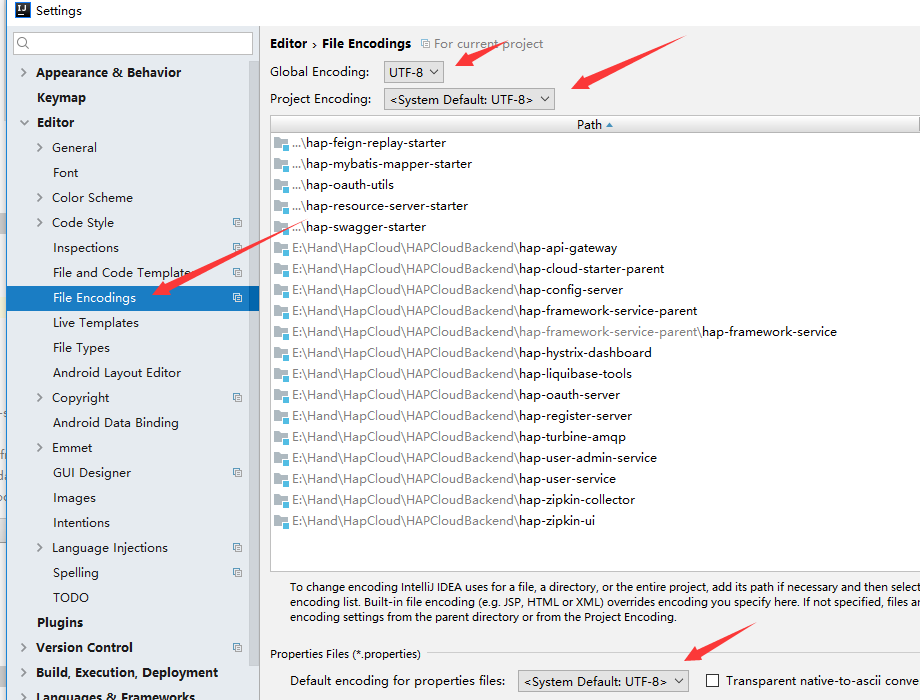 Settings
Appearance & Behavior
Keymap
Editor
General
Font
Color Scheme
Code Style
Inspections
File and Code Templates
File Encodings
Live Templates
File Types
Android Layout Editor
Copyright
Android Data Binding
Emmet
GUI Designer
Images
Intentions
Language Injections
Spelling
TODO
Plugins
Version Control
Build, Execution, Deployment
Languages & Frameworks
Editor › File Encodings For current project
Global Encoding: UTF-8
Project Encoding: <System Default: UTF-8>
Path
...\hap-feign-replay-starter
...\hap-mybatis-mapper-starter
...\hap-oauth-utils
...\hap-resource-server-starter
...\hap-swagger-starter
E:\Hand\HapCloud\HAPCloudBackend\hap-api-gateway
E:\Hand\HapCloud\HAPCloudBackend\hap-cloud-starter-parent
E:\Hand\HapCloud\HAPCloudBackend\hap-config-server
E:\Hand\HapCloud\HAPCloudBackend\hap-framework-service-parent
E:\Hand\HapCloud\HAPCloudBackend\hap-framework-service-parent\hap-framework-service
E:\Hand\HapCloud\HAPCloudBackend\hap-hystrix-dashboard
E:\Hand\HapCloud\HAPCloudBackend\hap-liquibase-tools
E:\Hand\HapCloud\HAPCloudBackend\hap-oauth-server
E:\Hand\HapCloud\HAPCloudBackend\hap-register-server
E:\Hand\HapCloud\HAPCloudBackend\hap-turbine-amqp
E:\Hand\HapCloud\HAPCloudBackend\hap-user-admin-service
E:\Hand\HapCloud\HAPCloudBackend\hap-user-service
E:\Hand\HapCloud\HAPCloudBackend\hap-zipkin-collector
E:\Hand\HapCloud\HAPCloudBackend\hap-zipkin-ui
To change encoding IntelliJ IDEA uses for a file, a directory, or the entire project, add its path if necessary and then select
encoding list. Built-in file encoding (e.g. JSP, HTML or XML) overrides encoding you specify here. If not specified, files a
encoding settings from the parent directory or from the Project Encoding.
Properties Files (*.properties)
Default encoding for properties files: <System Default: UTF-8> Transparent native-to-ascii conve